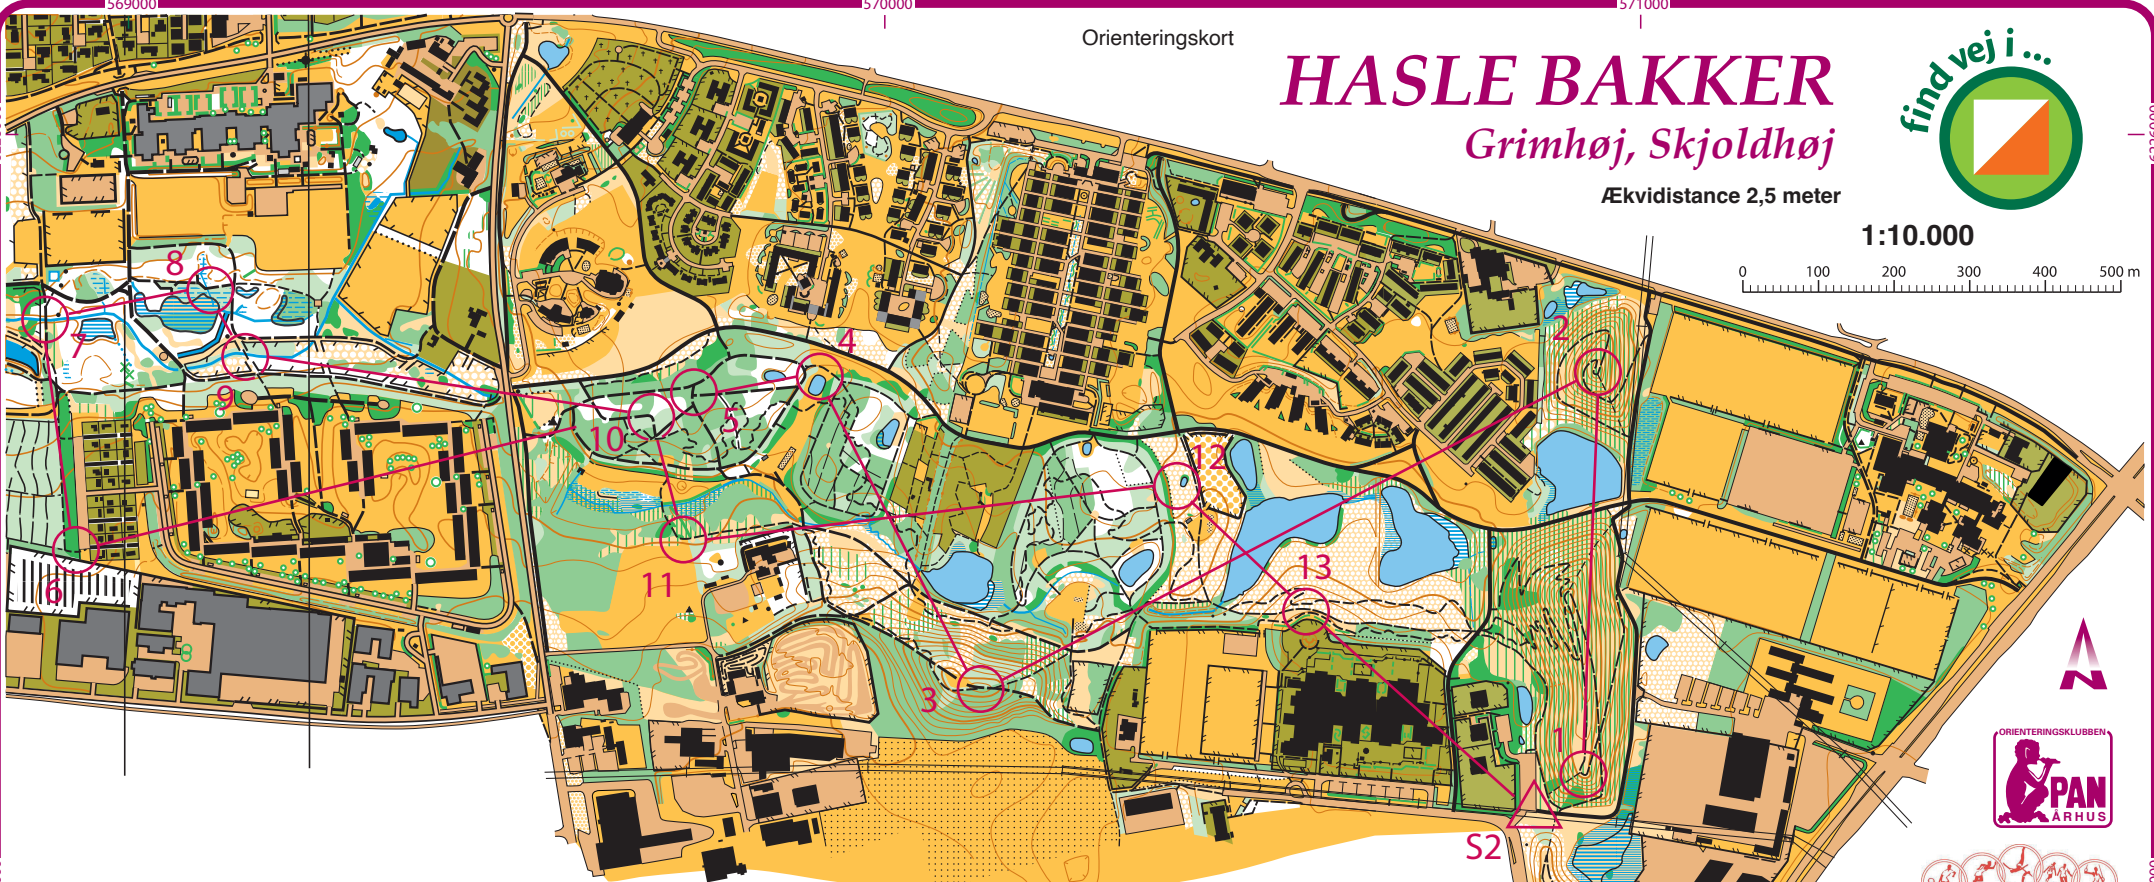 569000
570000
571000
Orienteringskort
HASLE BAKKER
Grimhøj, Skjoldhøj
Ækvidistance 2,5 meter
1:10.000
0 100 200 300 400 500 m
find vej i ...
8
7
9
10
5
4
2
12
6
11
13
3
1
S2
ORIENTERINGSKLUBBEN
PAN
ÅRHUS